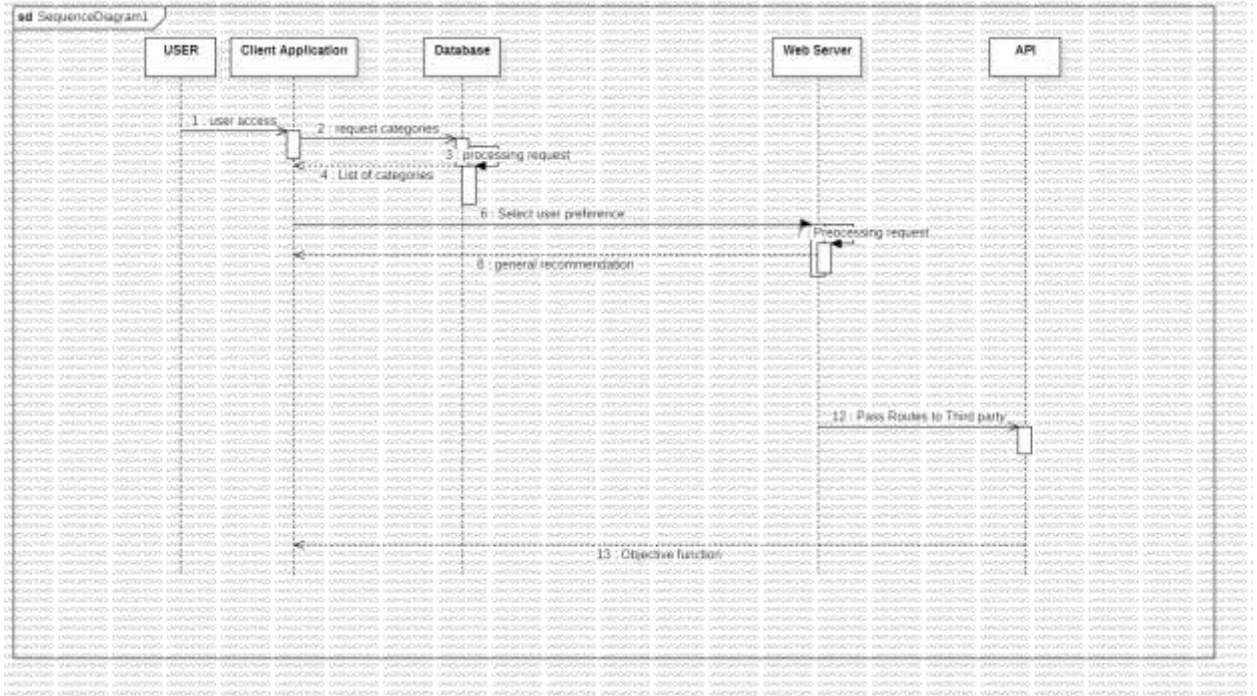 sd SequenceDiagram1
USER
Client Application
Database
Web Server
API
1 : user access
2 : request categories
3 : processing request
4 : List of categories
6 : Select user preference
Preocessing request
8 : general recommendation
12 : Pass Routes to Third party
13 : Objective function